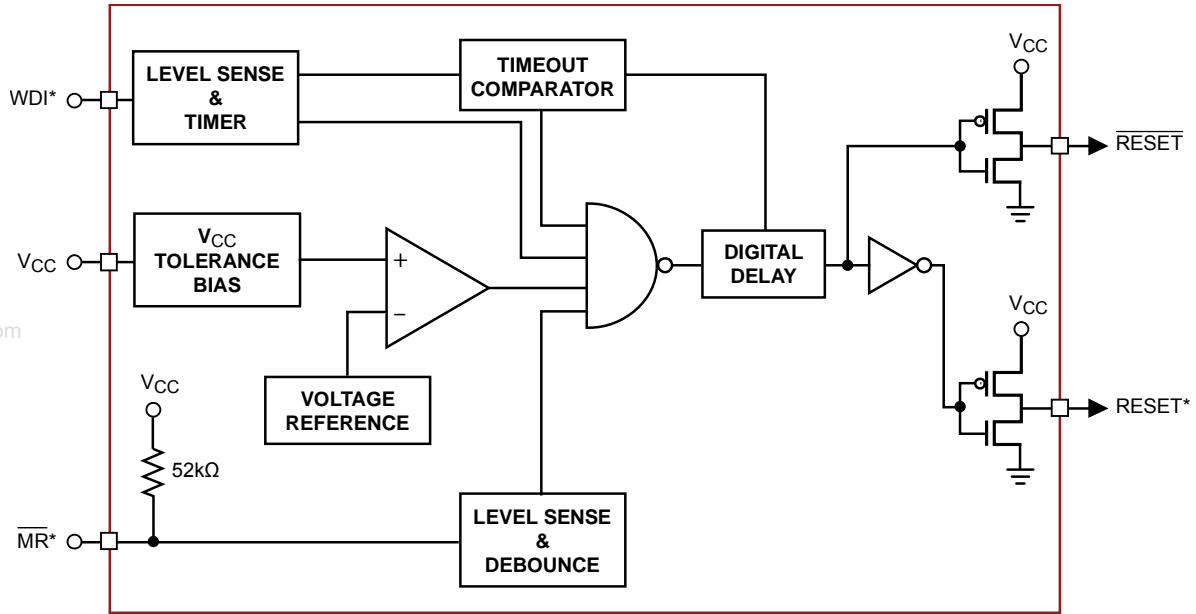 WDI*
LEVEL SENSE
&
TIMER
TIMEOUT
COMPARATOR
VCC
RESET
VCC
VCC
TOLERANCE
BIAS
+
−
DIGITAL
DELAY
VCC
om
VOLTAGE
REFERENCE
RESET*
VCC
52kΩ
MR*
LEVEL SENSE
&
DEBOUNCE